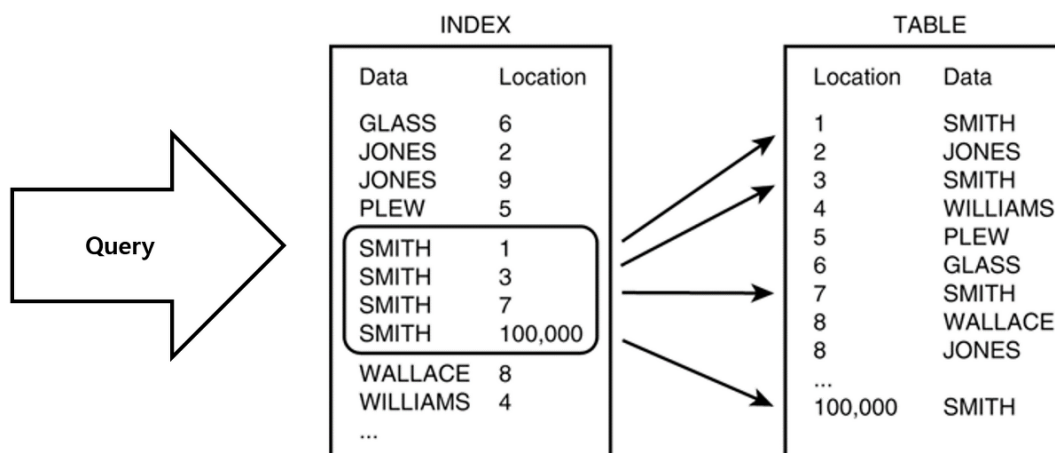 INDEX
Data Location
GLASS 6
JONES 2
JONES 9
PLEW 5
SMITH 1
SMITH 3
SMITH 7
SMITH 100,000
WALLACE 8
WILLIAMS 4
...
Query
TABLE
Location Data
1 SMITH
2 JONES
3 SMITH
4 WILLIAMS
5 PLEW
6 GLASS
7 SMITH
8 WALLACE
8 JONES
...
100,000 SMITH